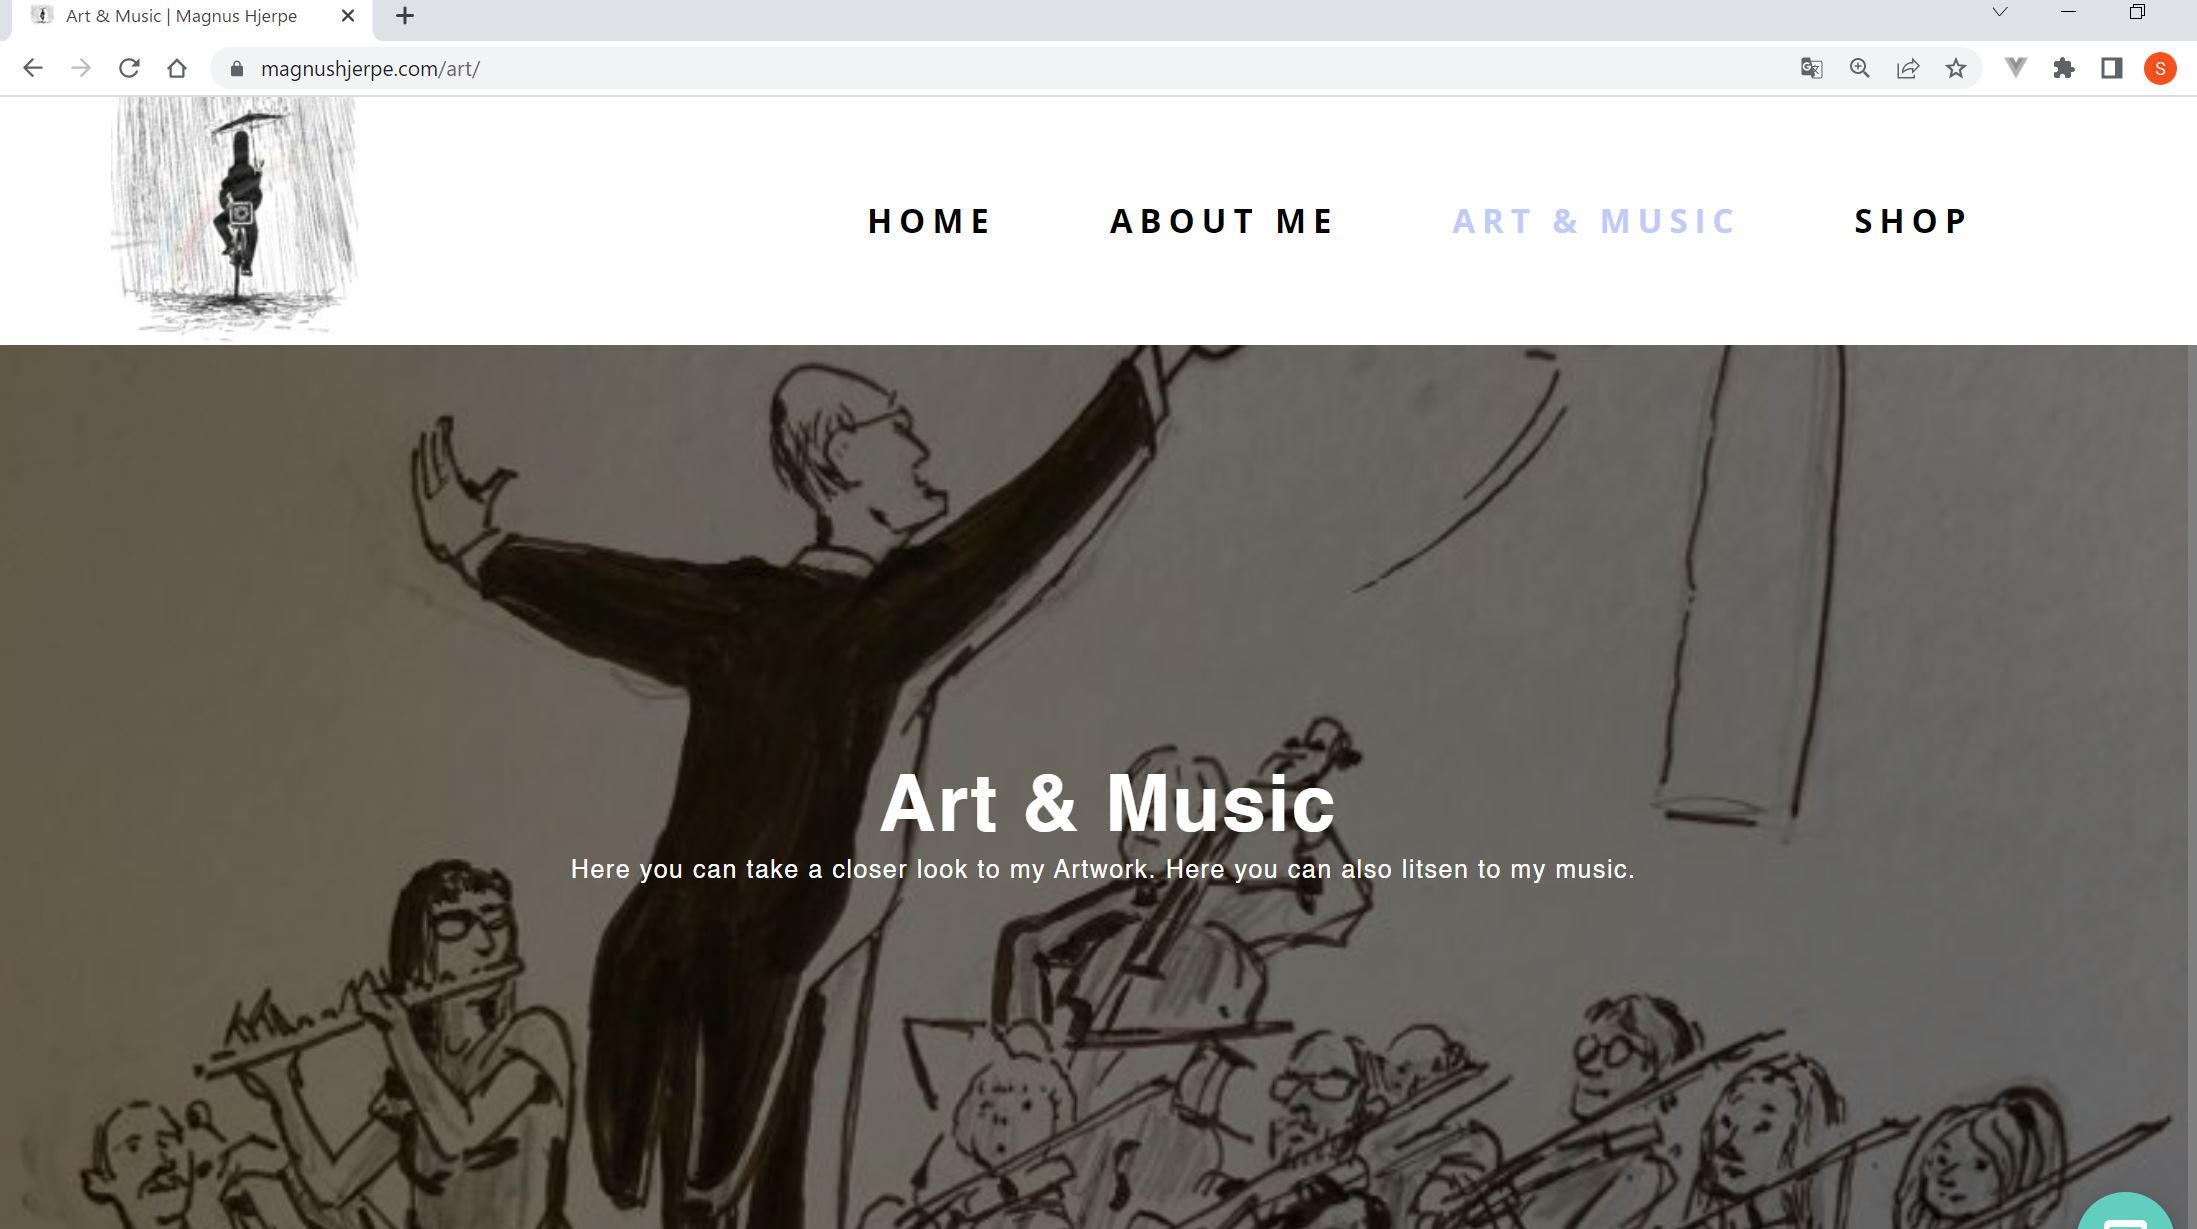 Art & Music | Magnus Hjerpe
magnushjerpe.com/art/
S
HOME ABOUT ME ART & MUSIC SHOP
Art & Music
Here you can take a closer look to my Artwork. Here you can also litsen to my music.